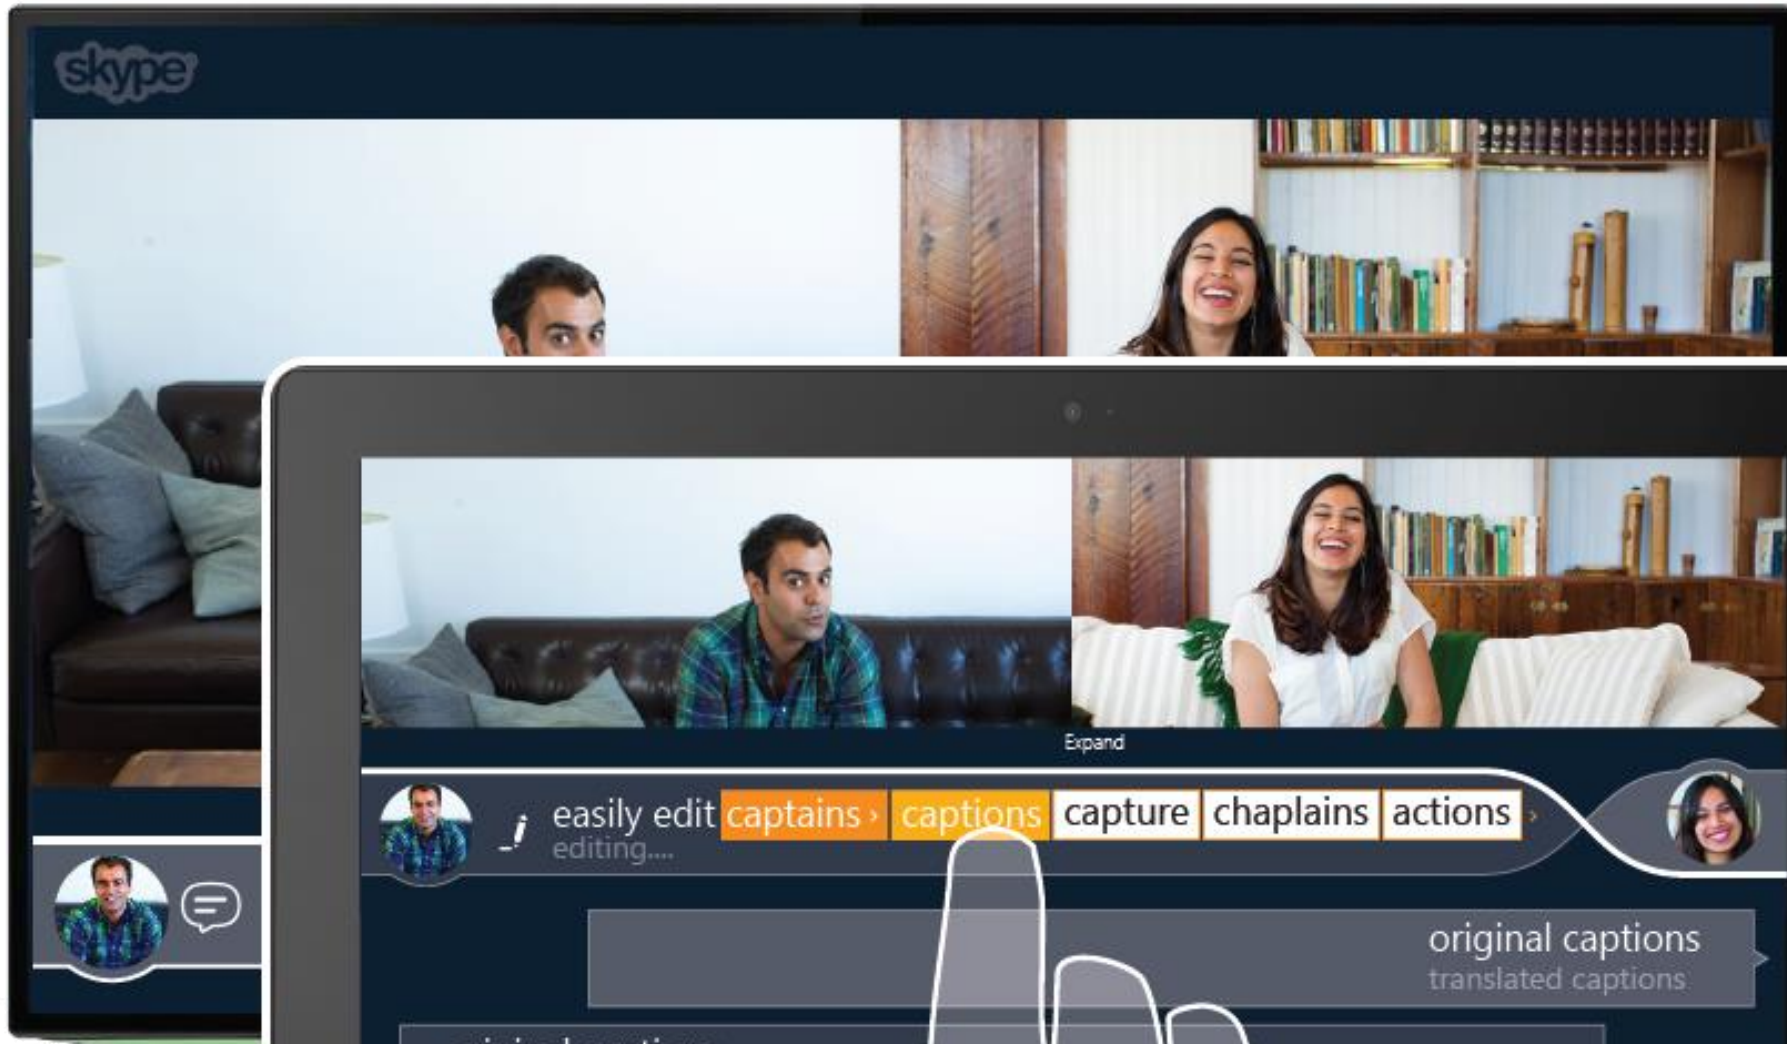 skype
Expand
easily edit captains › captions capture chaplains actions ›
editing....
original captions
translated captions